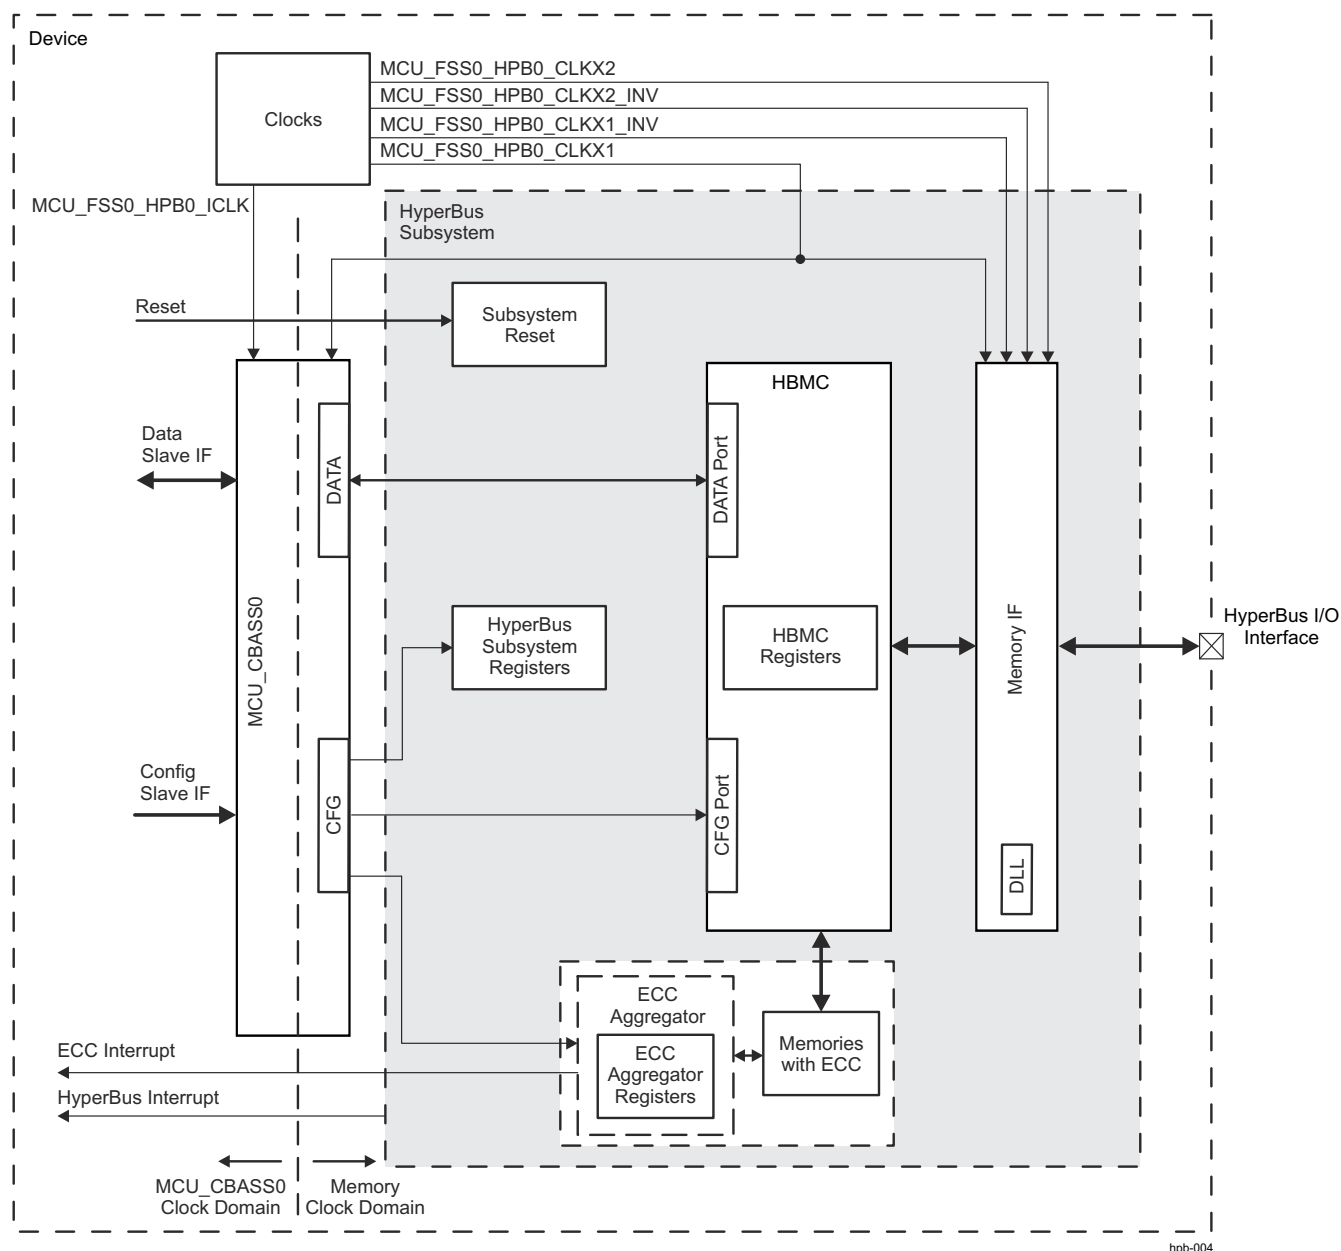 Device
MCU_FSS0_HPB0_CLKX2
MCU_FSS0_HPB0_CLKX2_INV
Clocks
MCU_FSS0_HPB0_CLKX1_INV
MCU_FSS0_HPB0_CLKX1
MCU_FSS0_HPB0_ICLK
HyperBus
Subsystem
Reset
Subsystem
Reset
HBMC
Data
Slave IF
DATA
DATA Port
MCU_CBASS0
HyperBus
Subsystem
Registers
HBMC
Registers
Memory IF
HyperBus I/O
Interface
Config
Slave IF
CFG
CFG Port
DLL
ECC
Aggregator
ECC
Aggregator
Registers
Memories
with ECC
ECC Interrupt
HyperBus Interrupt
MCU_CBASS0
Clock Domain
Memory
Clock Domain
hpb-004